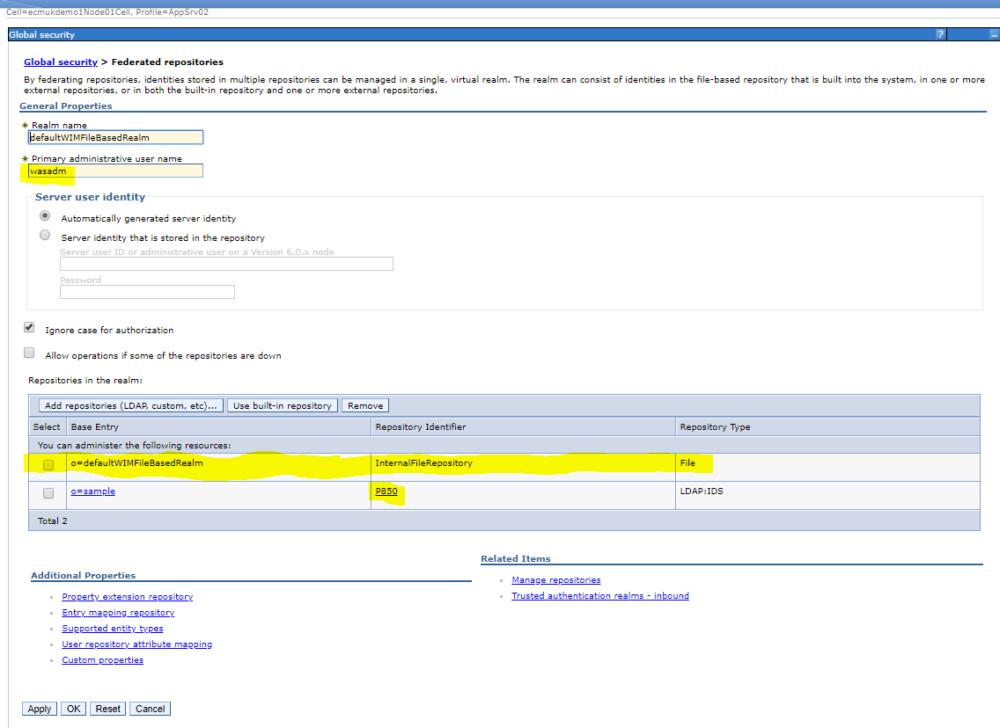 Cell=ecmukdemo1Node01Cell, Profile=AppSrv02
Global security
?
Global security > Federated repositories
By federating repositories, identities stored in multiple repositories can be managed in a single, virtual realm. The realm can consist of identities in the file-based repository that is built into the system, in one or more
external repositories, or in both the built-in repository and one or more external repositories.
General Properties
* Realm name
defaultWIMFileBasedRealm
* Primary administrative user name
wasadm
Server user identity
Automatically generated server identity
Server identity that is stored in the repository
Server user ID or administrative user on a Version 6.0.x node
Password
Ignore case for authorization
Allow operations if some of the repositories are down
Repositories in the realm:
Add repositories (LDAP, custom, etc)... Use built-in repository Remove
Select Base Entry Repository Identifier Repository Type
You can administer the following resources:
o=defaultWIMFileBasedRealm InternalFileRepository File
o=sample P850 LDAP:IDS
Total 2
Additional Properties
Property extension repository
Entry mapping repository
Supported entity types
User repository attribute mapping
Custom properties
Related Items
Manage repositories
Trusted authentication realms - inbound
Apply OK Reset Cancel